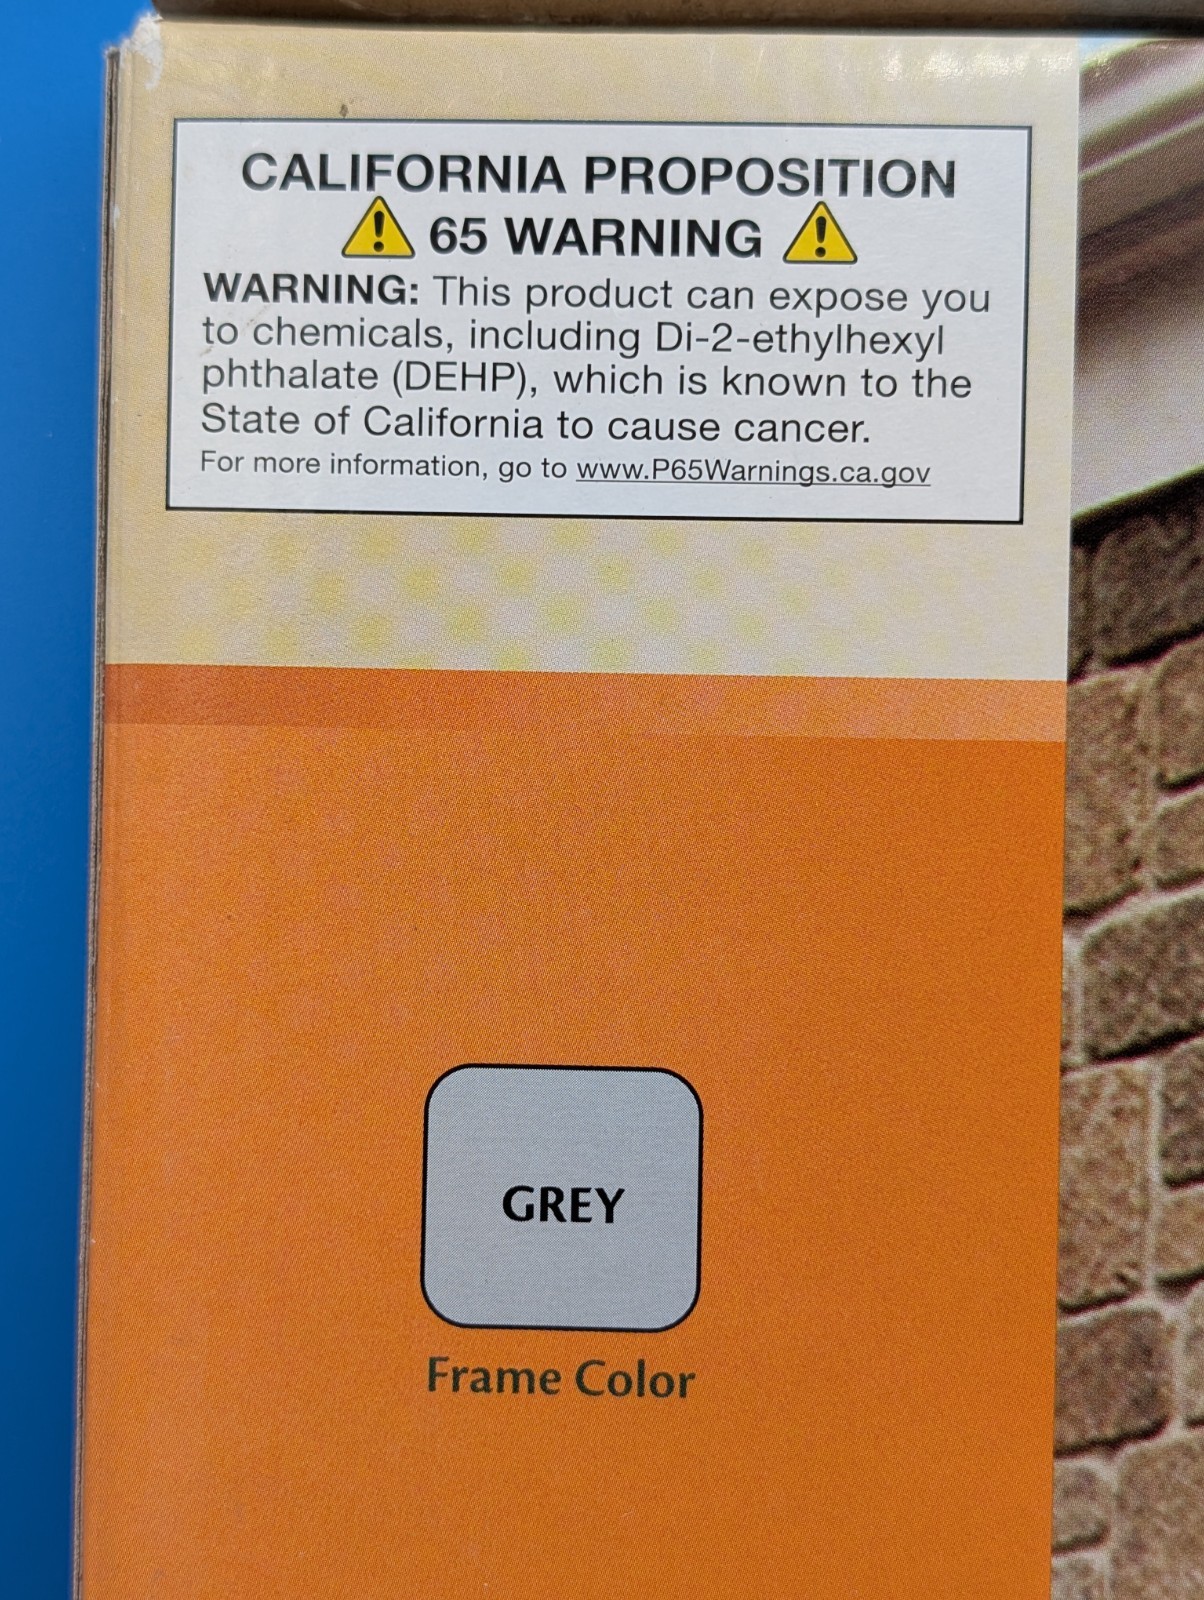 CALIFORNIA PROPOSITION
65 WARNING
WARNING: This product can expose you
to chemicals, including Di-2-ethylhexyl
phthalate (DEHP), which is known to the
State of California to cause cancer.
For more information, go to www.P65Warnings.ca.gov
GREY
Frame Color